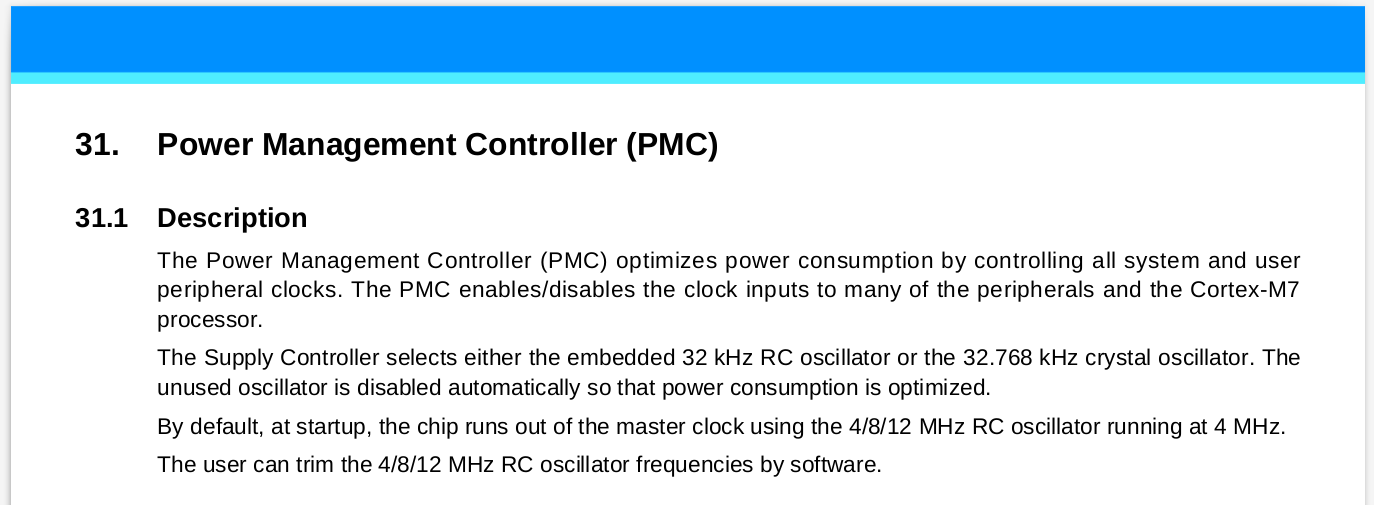 31. Power Management Controller (PMC)
31.1 Description
The Power Management Controller (PMC) optimizes power consumption by controlling all system and user
peripheral clocks. The PMC enables/disables the clock inputs to many of the peripherals and the Cortex-M7
processor.
The Supply Controller selects either the embedded 32 kHz RC oscillator or the 32.768 kHz crystal oscillator. The
unused oscillator is disabled automatically so that power consumption is optimized.
By default, at startup, the chip runs out of the master clock using the 4/8/12 MHz RC oscillator running at 4 MHz.
The user can trim the 4/8/12 MHz RC oscillator frequencies by software.